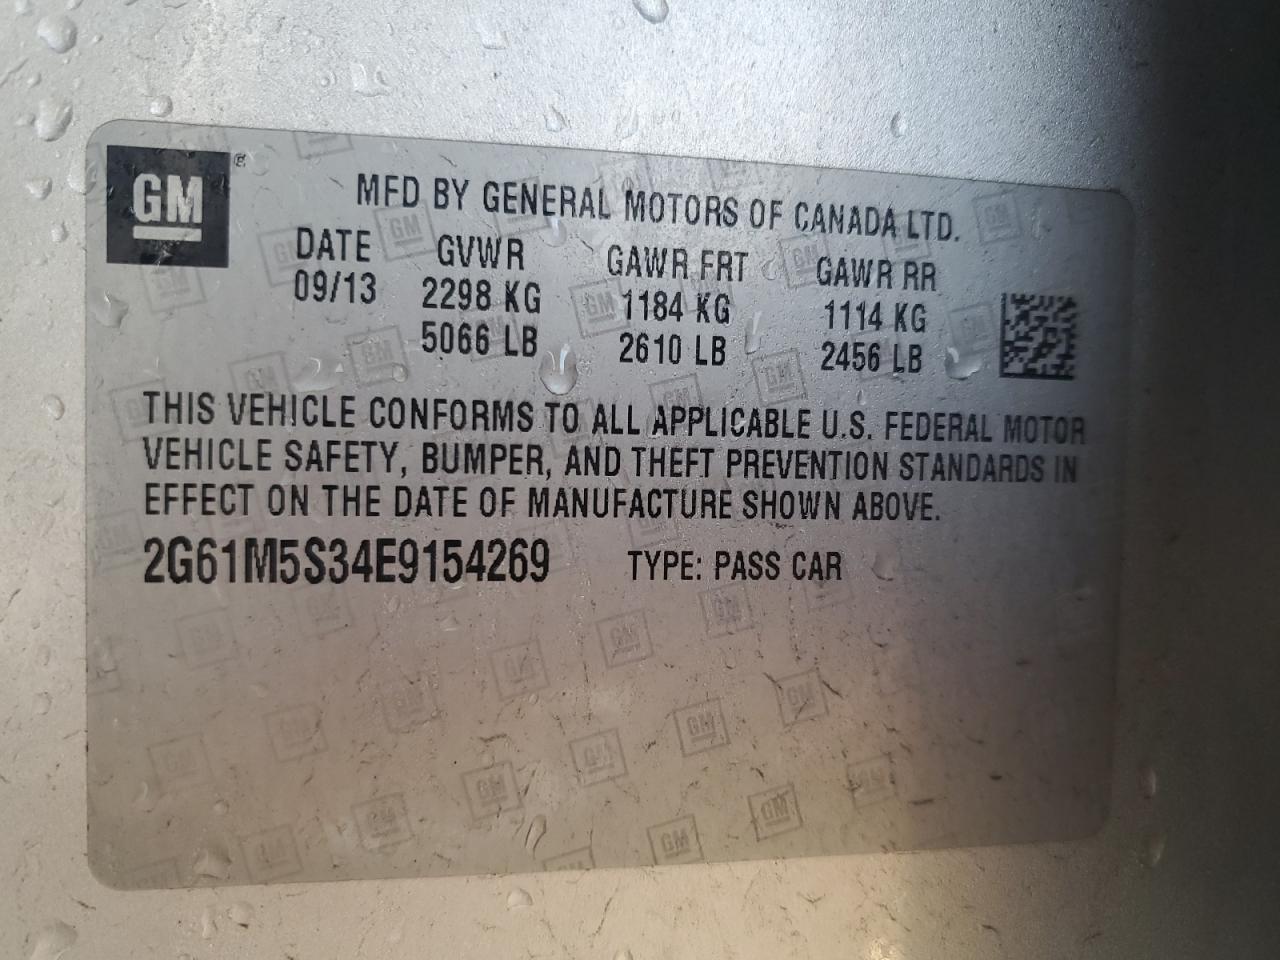 GM ®
MFD BY GENERAL MOTORS OF CANADA LTD.
DATE GVWR GAWR FRT GAWR RR
09/13 2298 KG 1184 KG 1114 KG
5066 LB 2610 LB 2456 LB
THIS VEHICLE CONFORMS TO ALL APPLICABLE U.S. FEDERAL MOTOR
VEHICLE SAFETY, BUMPER, AND THEFT PREVENTION STANDARDS IN
EFFECT ON THE DATE OF MANUFACTURE SHOWN ABOVE.
2G61M5S34E9154269 TYPE: PASS CAR